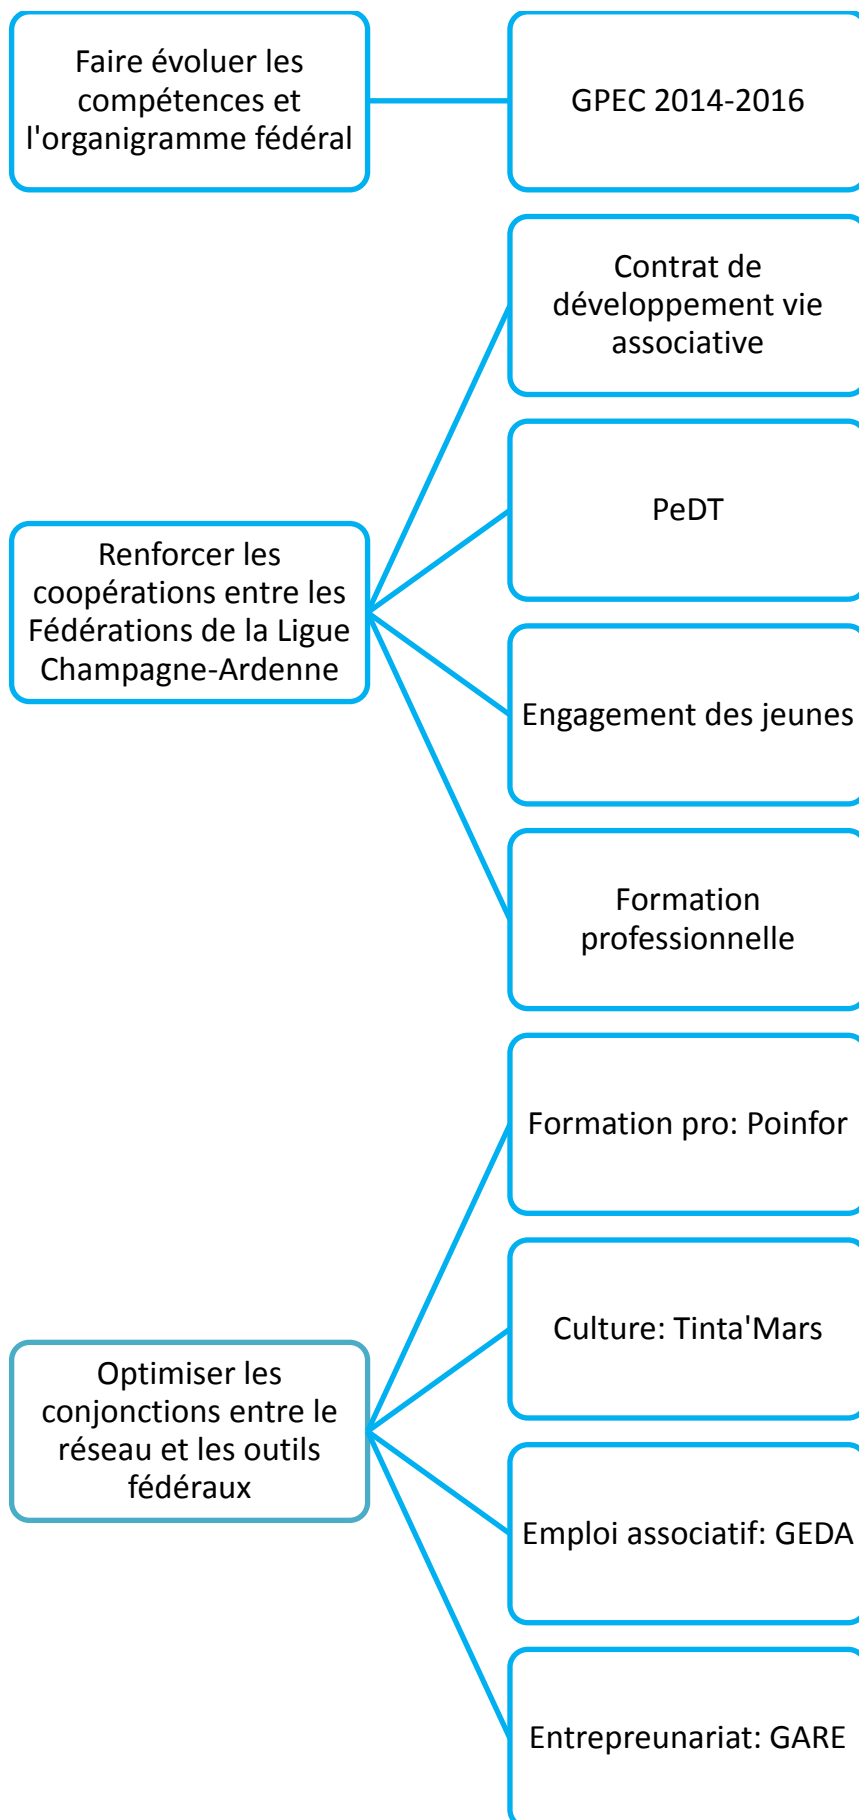 Faire évoluer les
compétences et
l'organigramme fédéral
GPEC 2014-2016
Renforcer les
coopérations entre les
Fédérations de la Ligue
Champagne-Ardenne
Contrat de
développement vie
associative
PeDT
Engagement des jeunes
Formation
professionnelle
Optimiser les
conjonctions entre le
réseau et les outils
fédéraux
Formation pro: Poinfor
Culture: Tinta'Mars
Emploi associatif: GEDA
Entrepreunariat: GARE